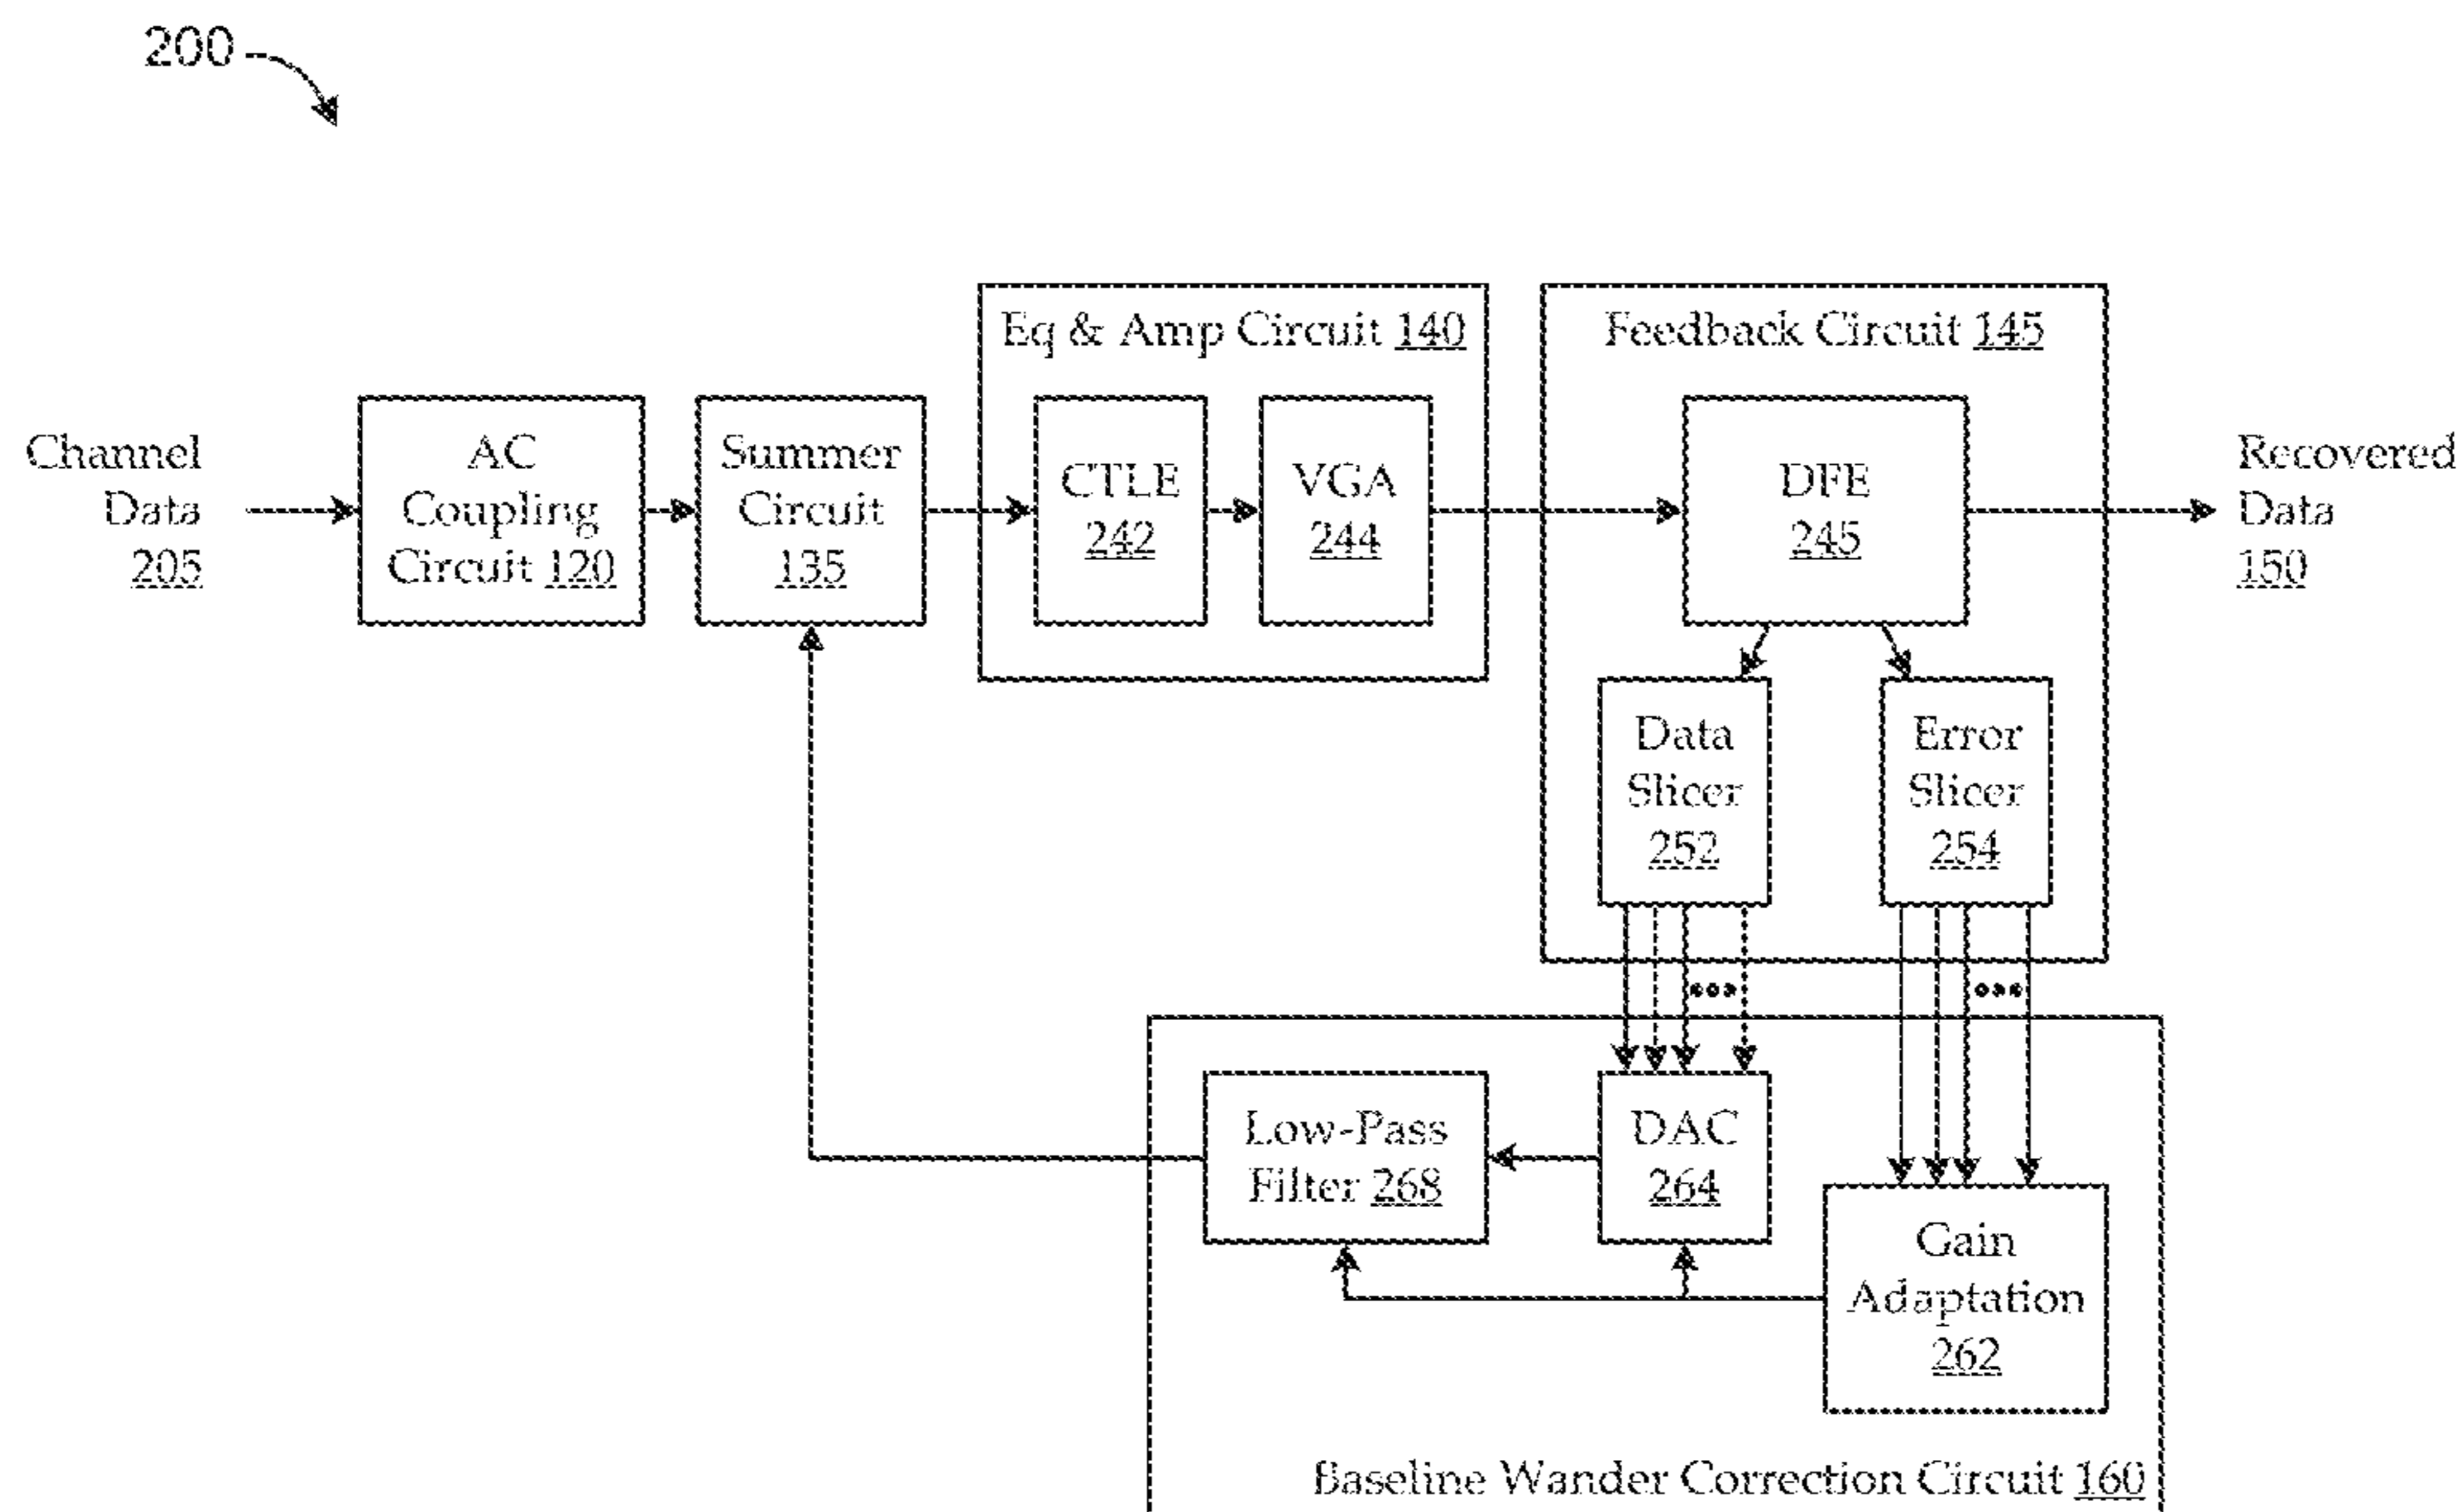 200
Eq & Amp Circuit 140
Feedback Circuit 145
Channel
Data
205
AC
Coupling
Circuit 120
Summer
Circuit
135
CTLE
242
VGA
244
DFE
245
Recovered
Data
150
Data
Slicer
252
Error
Slicer
254
Low-Pass
Filter 268
DAC
264
Gain
Adaptation
262
Baseline Wander Correction Circuit 160